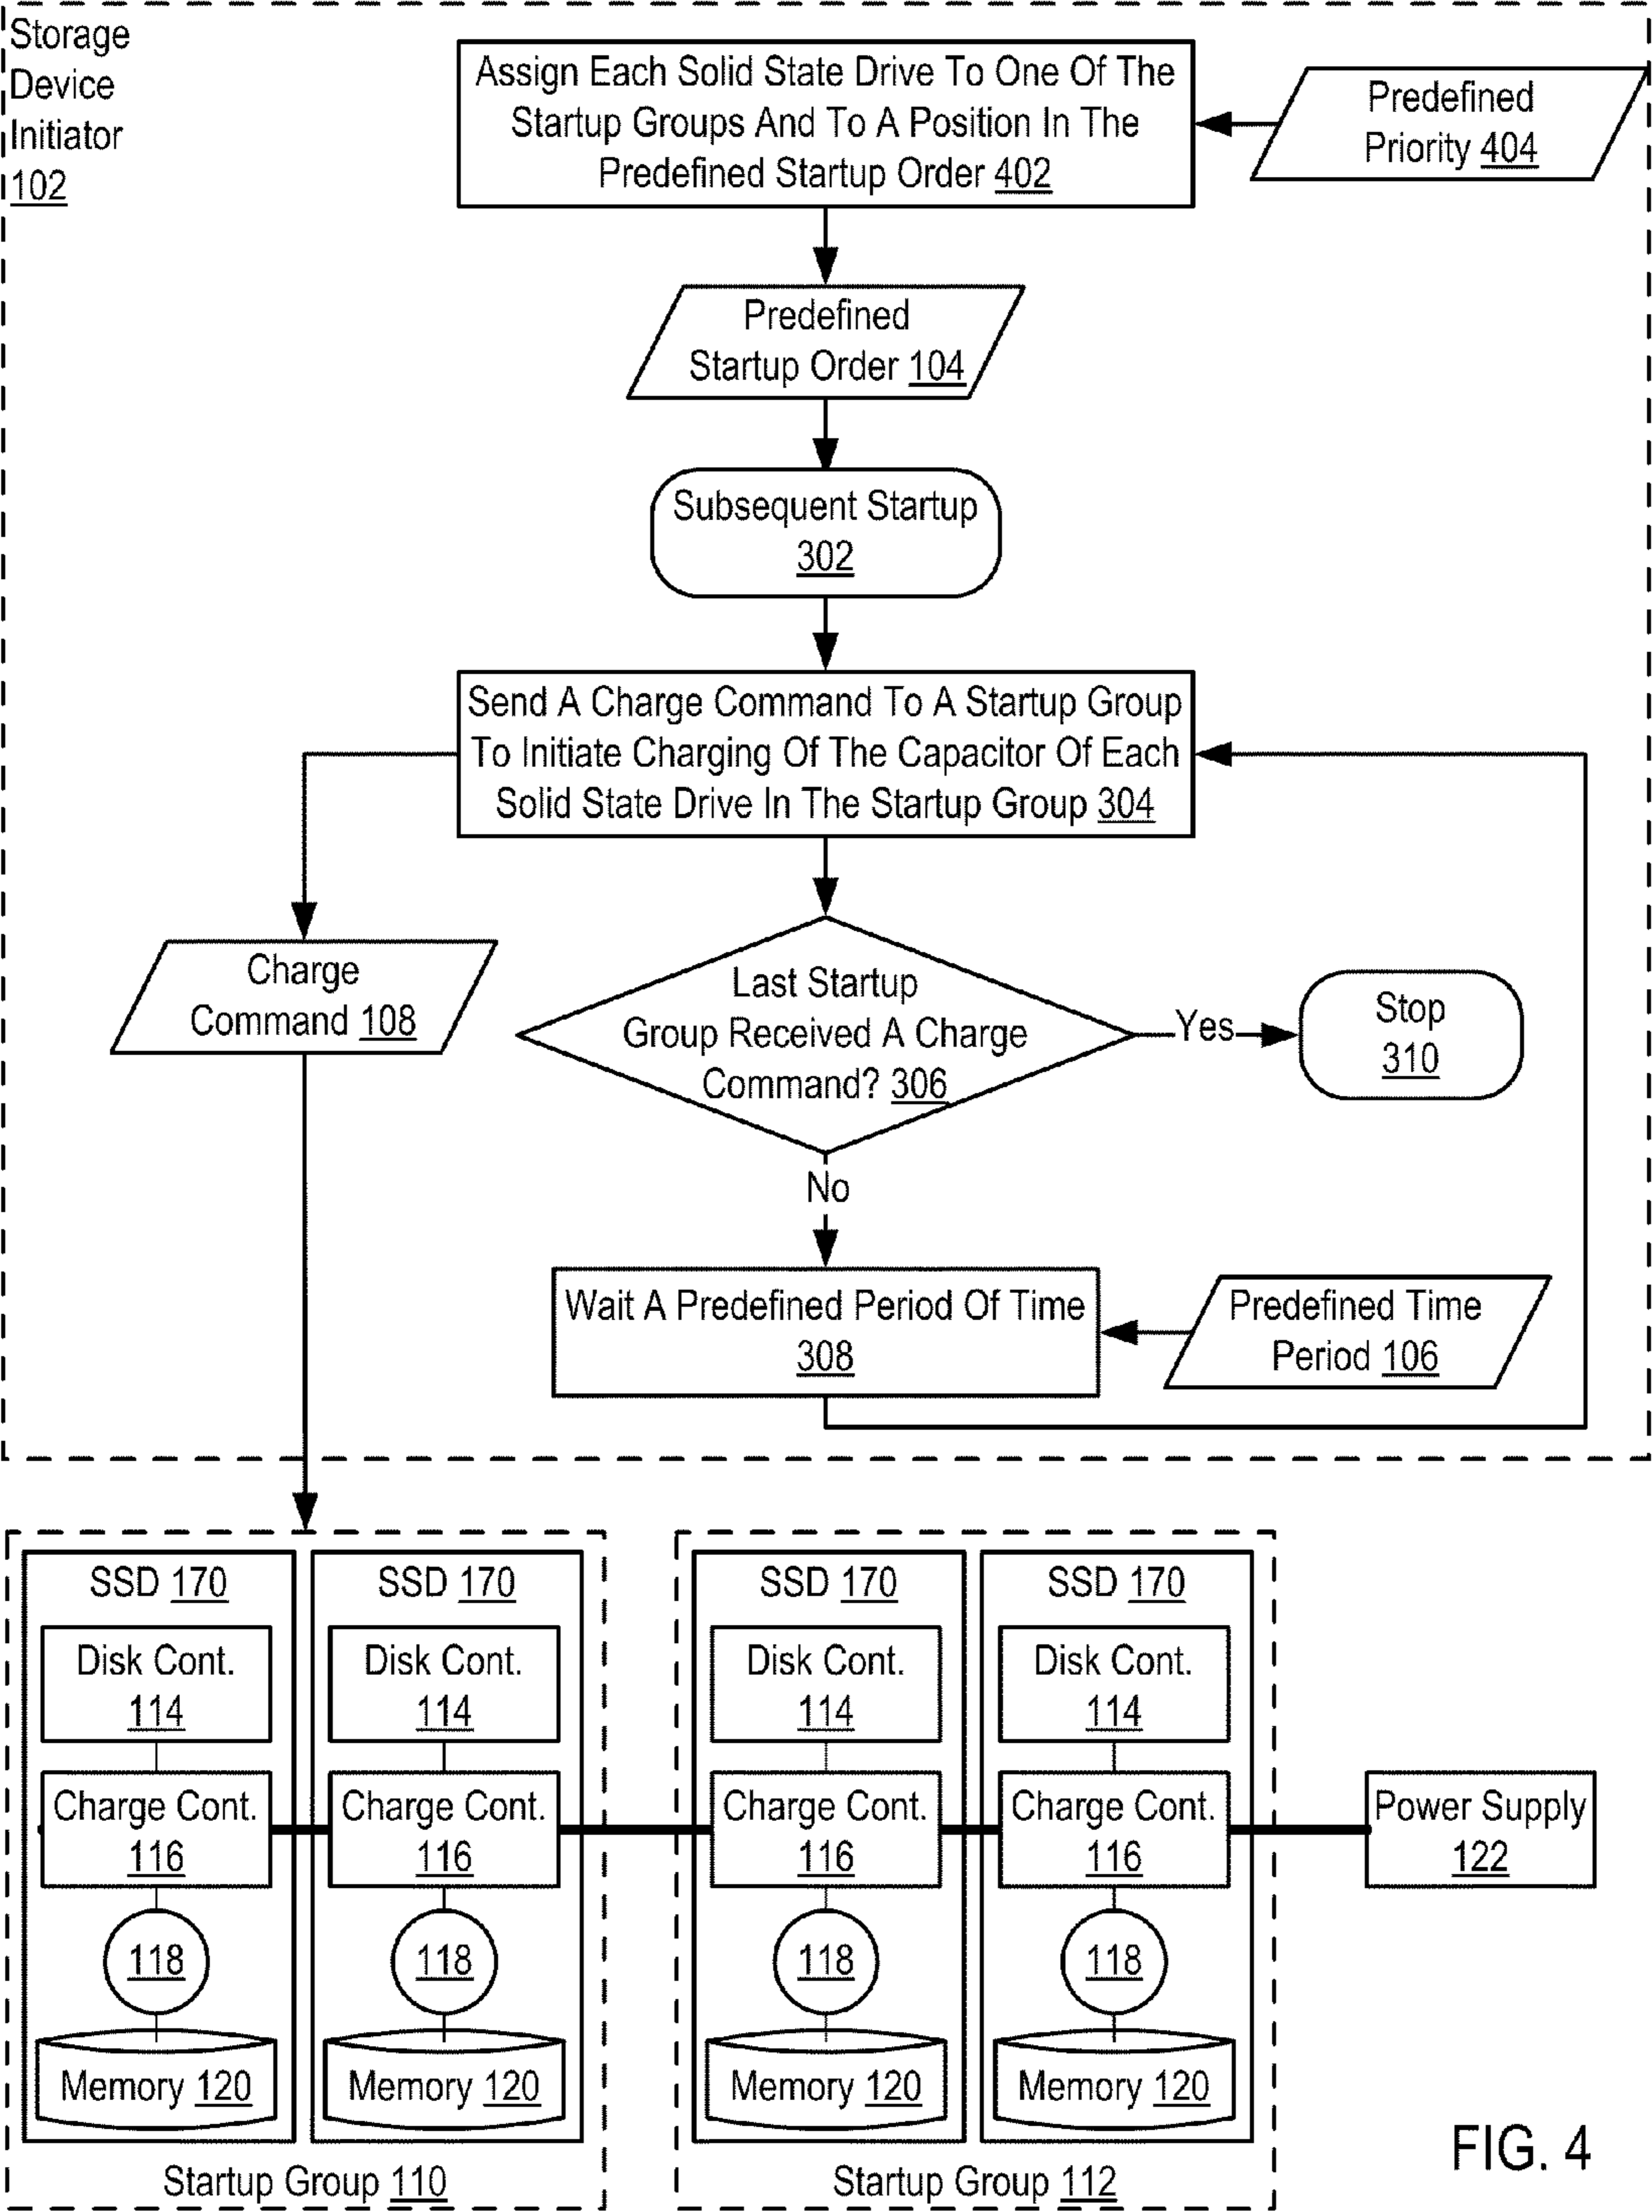 Storage
Device
Initiator
102
Assign Each Solid State Drive To One Of The
Startup Groups And To A Position In The
Predefined Startup Order 402
Predefined
Priority 404
Predefined
Startup Order 104
Subsequent Startup
302
Send A Charge Command To A Startup Group
To Initiate Charging Of The Capacitor Of Each
Solid State Drive In The Startup Group 304
Charge
Command 108
Last Startup
Group Received A Charge
Command? 306
Yes
Stop
310
No
Wait A Predefined Period Of Time
308
Predefined Time
Period 106
SSD 170
Disk Cont.
114
Charge Cont.
116
118
Memory 120
SSD 170
Disk Cont.
114
Charge Cont.
116
118
Memory 120
Startup Group 110
SSD 170
Disk Cont.
114
Charge Cont.
116
118
Memory 120
SSD 170
Disk Cont.
114
Charge Cont.
116
118
Memory 120
Startup Group 112
Power Supply
122
FIG. 4